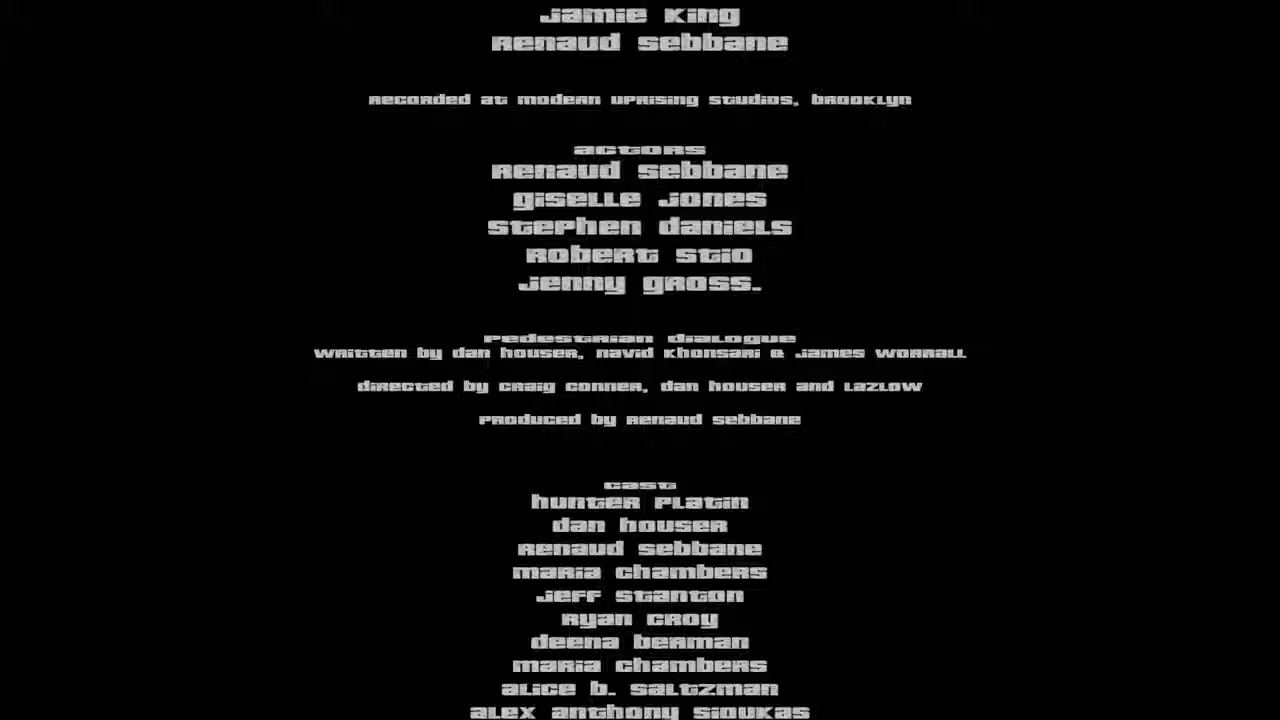 Jamie King
Renaud Sebbane
Recorded at Modern Uprising Studios, Brooklyn
Actors
Renaud Sebbane
Giselle Jones
Stephen Daniels
Robert Stio
Jenny Gross.
Pedestrian Dialogue
Written by Dan Houser, Navid Khonsari & James Worrall
Directed by Craig Conner, Dan Houser and Lazlow
Produced by Renaud Sebbane
Cast
Hunter Platin
Dan Houser
Renaud Sebbane
Maria Chambers
Jeff Stanton
Ryan Croy
Deena Berman
Maria Chambers
Alice B. Saltzman
Alex Anthony Sioukas